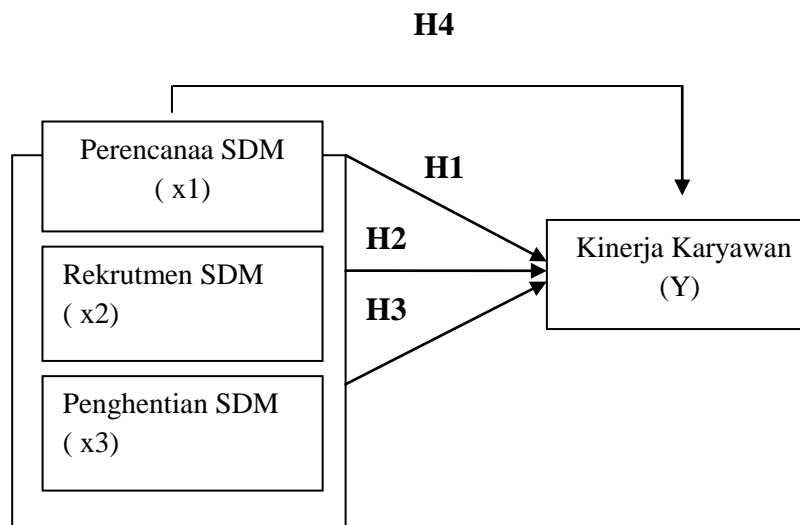 H4
Perencanaa SDM
( x1)
H1
H2
Rekrutmen SDM
( x2)
Kinerja Karyawan
(Y)
H3
Penghentian SDM
( x3)